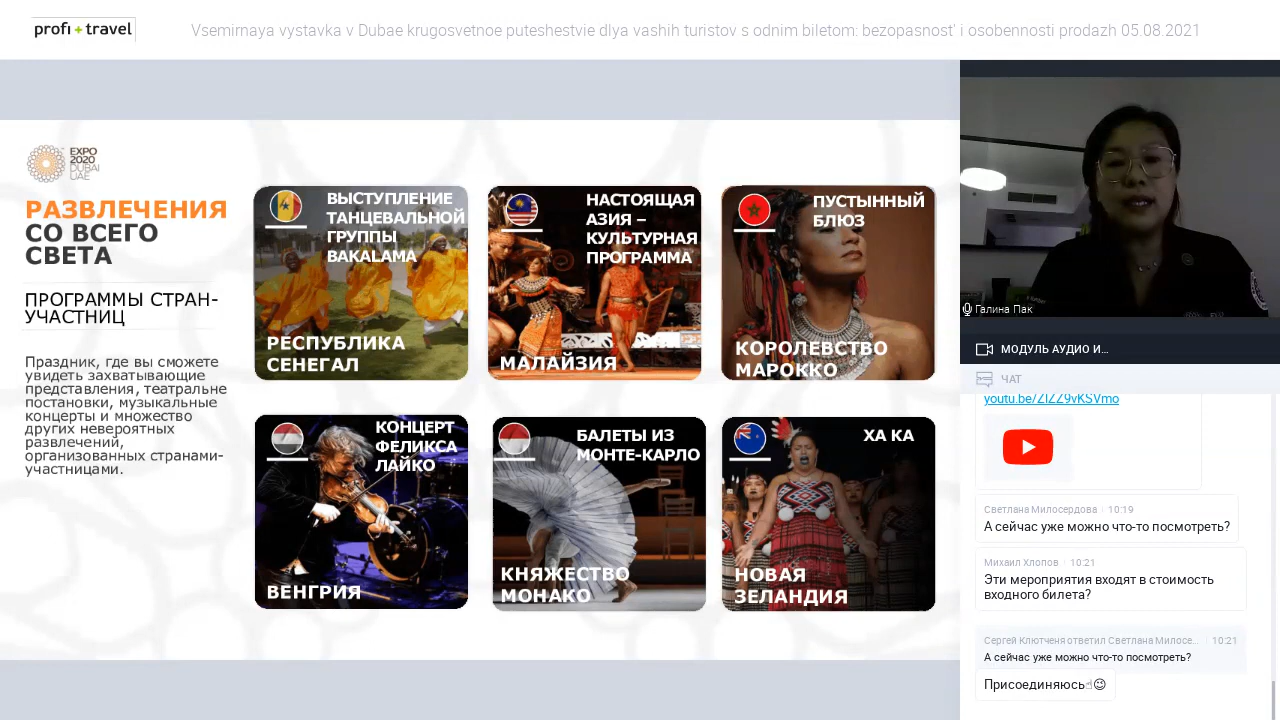 profi + travel
Vsemirnaya vystavka v Dubae krugosvetnoe puteshestvie dlya vashih turistov s odnim biletom: bezopasnost' i osobennosti prodazh 05.08.2021
EXPO
2020
DUBAI
UAE
РАЗВЛЕЧЕНИЯ
СО ВСЕГО
СВЕТА
ПРОГРАММЫ СТРАН-
УЧАСТНИЦ
Праздник, где вы сможете
увидеть захватывающие
представления, театральные
постановки, музыкальные
концерты и множество
других невероятных
развлечений,
организованных странами-
участницами.
ВЫСТУПЛЕНИЕ
ТАНЦЕВАЛЬНОЙ
ГРУППЫ
BAKALAMA
РЕСПУБЛИКА
СЕНЕГАЛ
НАСТОЯЩАЯ
АЗИЯ –
КУЛЬТУРНАЯ
ПРОГРАММА
МАЛАЙЗИЯ
ПУСТЫННЫЙ
БЛЮЗ
КОРОЛЕВСТВО
МАРОККО
КОНЦЕРТ
ФЕЛИКСА
ЛАЙКО
ВЕНГРИЯ
БАЛЕТЫ ИЗ
МОНТЕ-КАРЛО
КНЯЖЕСТВО
МОНАКО
ХА КА
НОВАЯ
ЗЕЛАНДИЯ
Галина Пак
МОДУЛЬ АУДИО И...
ЧАТ
youtu.be/ZIZZ9vKSVmo
Светлана Милосердова 10:19
А сейчас уже можно что-то посмотреть?
Михаил Хлопов 10:21
Эти мероприятия входят в стоимость
входного билета?
Сергей Ключеня ответил Светлана Милосе... 10:21
А сейчас уже можно что-то посмотреть?
Присоединяюсь☝😉